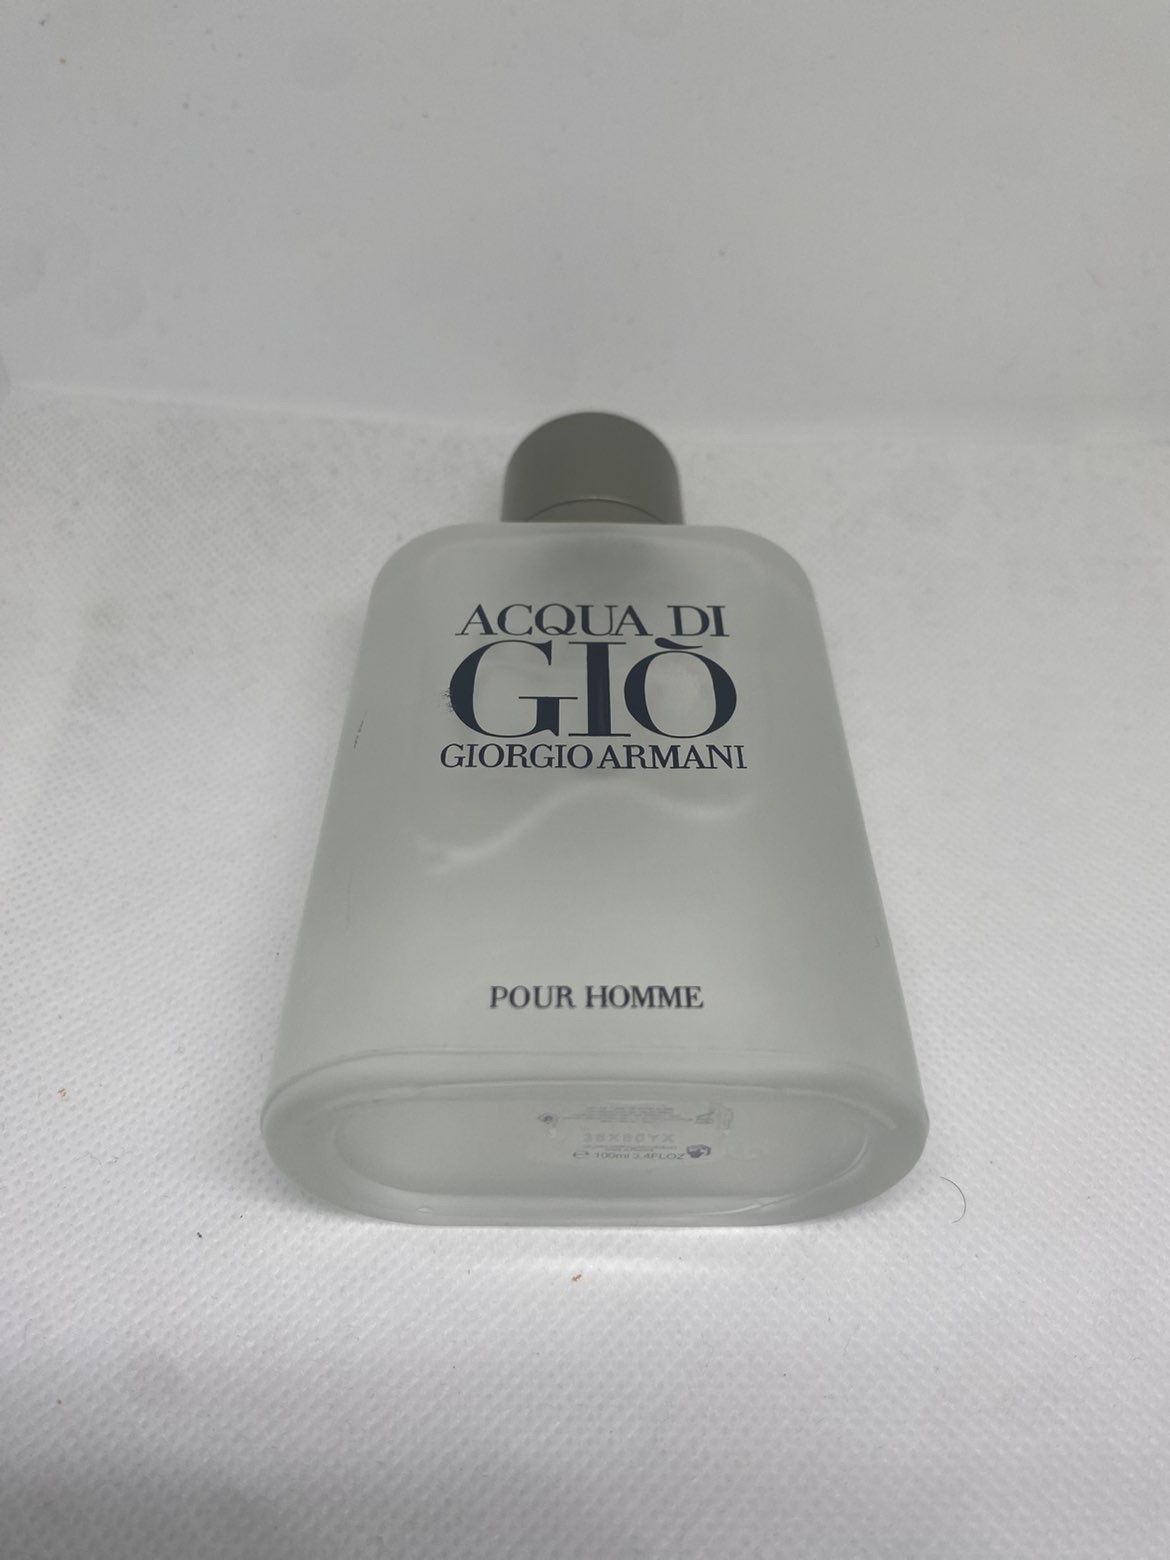 ACQUA DI
GIÒ
GIORGIO ARMANI
POUR HOMME
38X80YX
℮ 100ml 3.4FLOZ